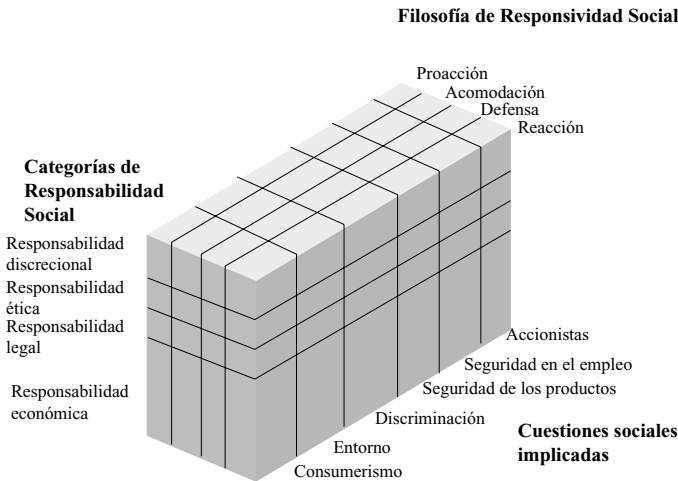 Filosofía de Responsividad Social
Proacción
Acomodación
Defensa
Reacción
Categorías de
Responsabilidad
Social
Responsabilidad
discrecional
Responsabilidad
ética
Responsabilidad
legal
Responsabilidad
económica
Accionistas
Seguridad en el empleo
Seguridad de los productos
Discriminación
Entorno
Consumerismo
Cuestiones sociales
implicadas